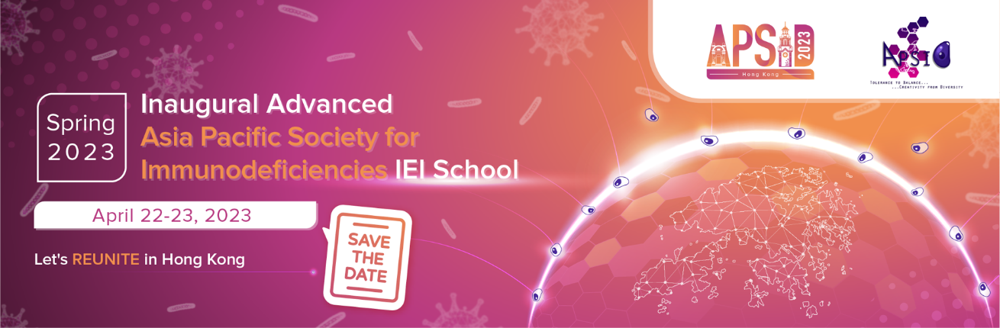 Spring
2023
Inaugural Advanced
Asia Pacific Society for
Immunodeficiencies IEI School
April 22-23, 2023
Let's REUNITE in Hong Kong
SAVE
THE
DATE
APSID 2023
Hong Kong
APSID
TOLERANCE TO BALANCE...
...CREATIVITY FROM DIVERSITY